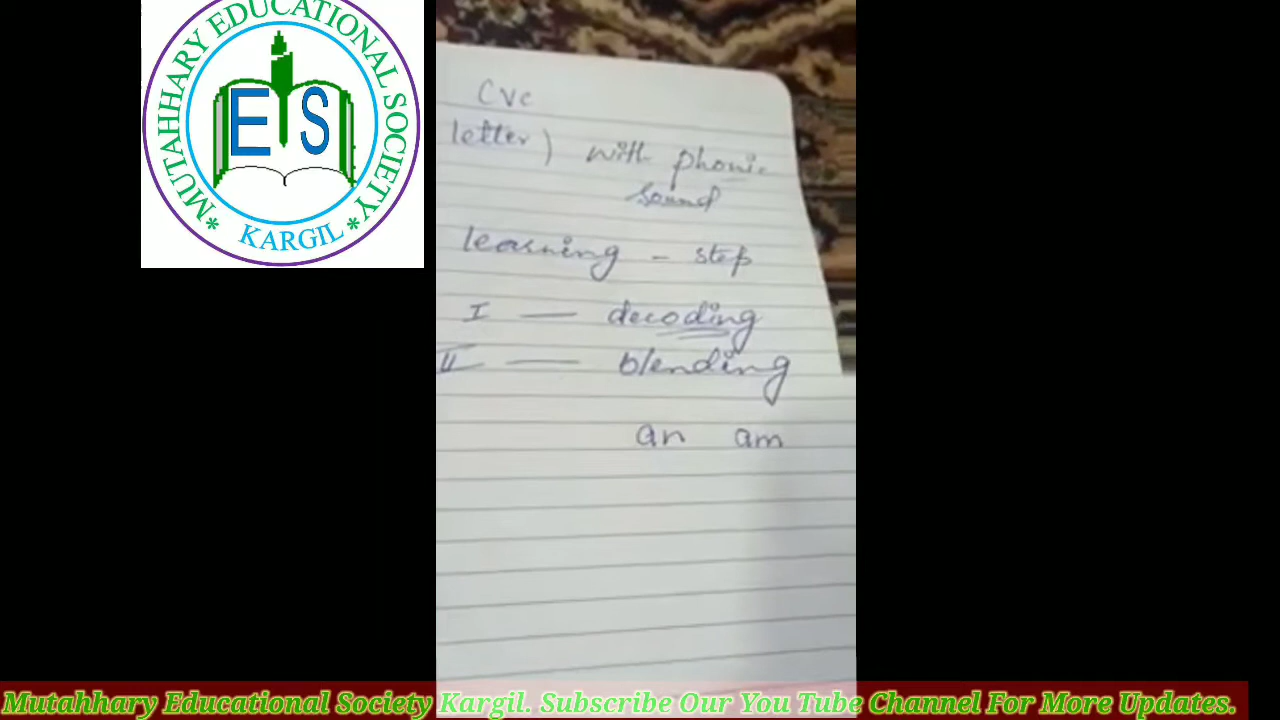 MUTAHHARY EDUCATIONAL SOCIETY
E S
* KARGIL *
Cvc
letter) with phonic
sound
learning - step
I — decoding
II — blending
an am
Mutahhary Educational Society Kargil. Subscribe Our You Tube Channel For More Updates.